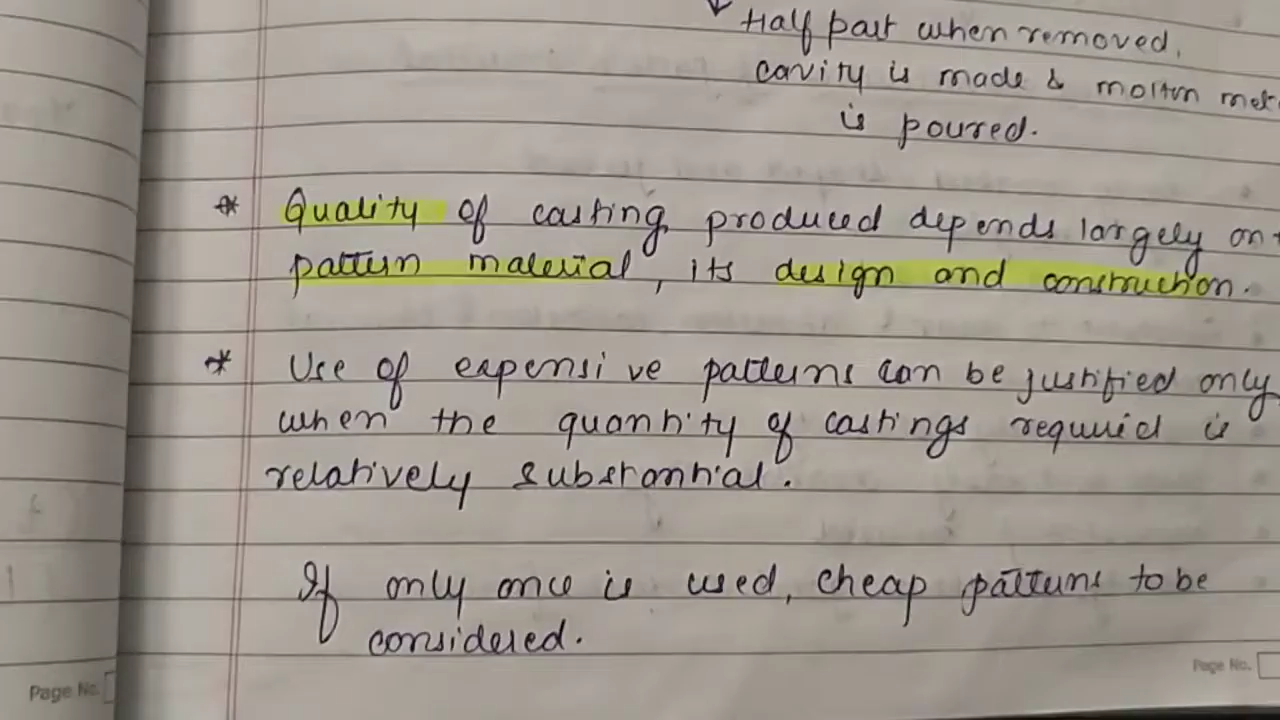 Half part when removed,
cavity is made & molten met
is poured.
* Quality of casting produced depends largely on
pattern material, its design and construction.
* Use of expensive patterns can be justified only
when the quantity of castings required is
relatively substantial.
If only once is used, cheap patterns to be
considered.
Page No.
Page No.